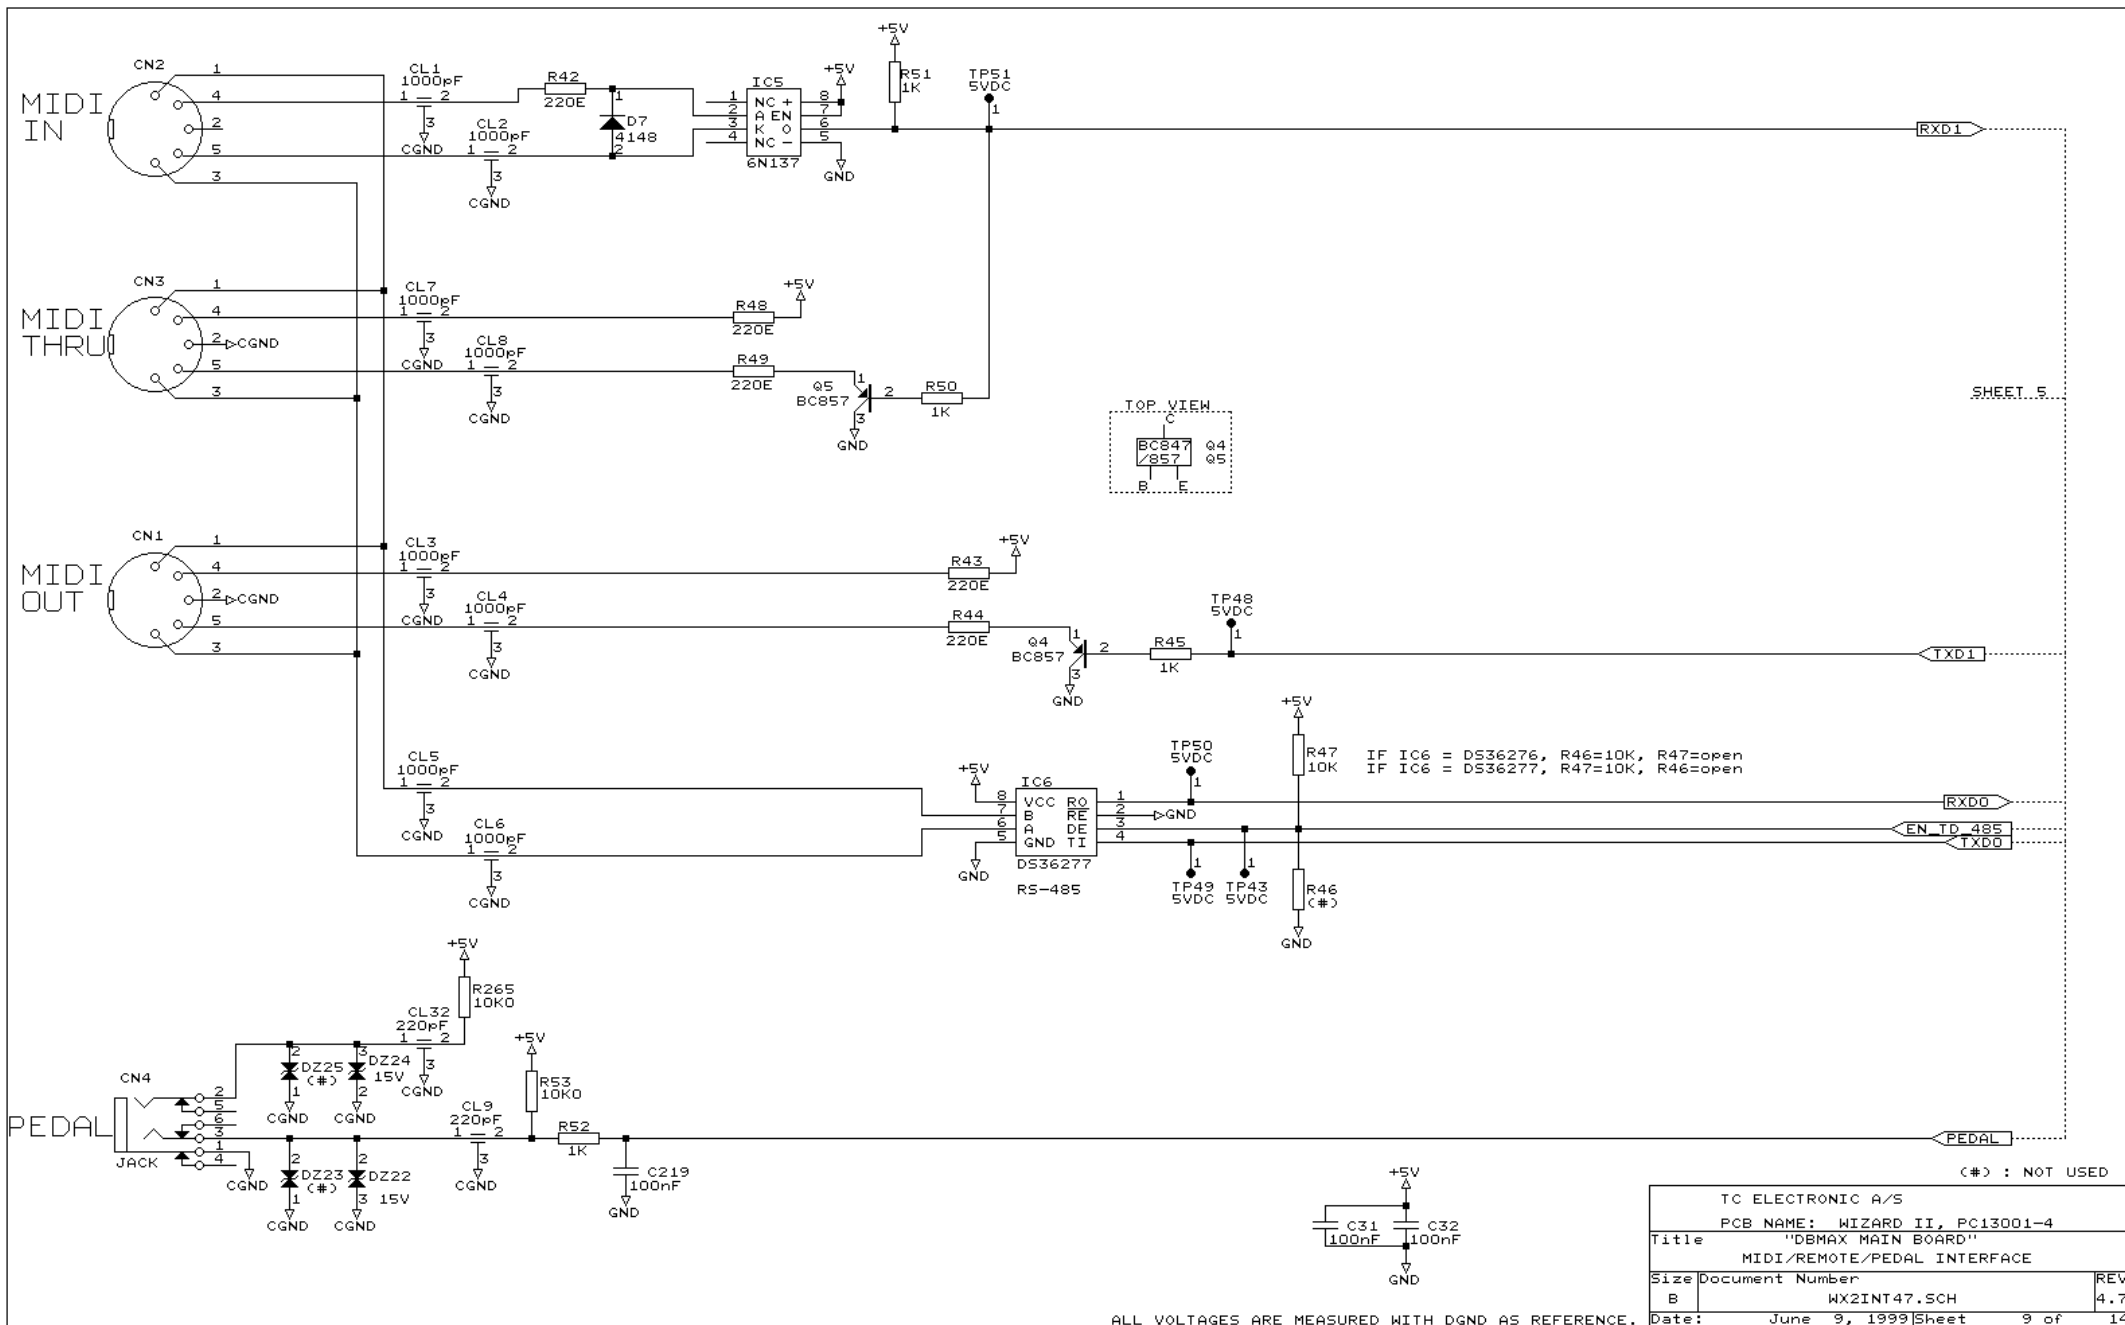 MIDI IN
CN2
1
4
2
5
3
CL1
1000pF
1 2
3
CGND
CL2
1000pF
1 2
3
CGND
R42
220E
1
D7
4148
2
IC5
1 NC + 8
2 A EN 7
3 K O 6
4 NC - 5
6N137
+5V
GND
+5V
R51
1K
TP51
5VDC
1
RXD1
MIDI THRU
CN3
1
4
2 CGND
5
3
CL7
1000pF
1 2
3
CGND
CL8
1000pF
1 2
3
CGND
R48
220E
+5V
R49
220E
Q5
BC857
1
2
3
GND
R50
1K
TOP VIEW
C
BC847
/857
Q4
Q5
B E
SHEET 5
MIDI OUT
CN1
1
4
2 CGND
5
3
CL3
1000pF
1 2
3
CGND
CL4
1000pF
1 2
3
CGND
R43
220E
+5V
R44
220E
Q4
BC857
1
2
3
GND
R45
1K
TP48
5VDC
1
TXD1
CL5
1000pF
1 2
3
CGND
CL6
1000pF
1 2
3
CGND
+5V
IC6
8 VCC RO 1
7 B RE 2
6 A DE 3
5 GND TI 4
DS36277
RS-485
GND
GND
TP50
5VDC
1
TP49
5VDC
1
TP43
5VDC
1
+5V
R47
10K
IF IC6 = DS36276, R46=10K, R47=open
IF IC6 = DS36277, R47=10K, R46=open
R46
(#)
GND
RXD0
EN_TD_485
TXD0
PEDAL
CN4
JACK
2
5
6
3
1
4
CGND
+5V
R265
10K0
CL32
220pF
1 2
3
CGND
2
DZ25
(#)
1
CGND
3
DZ24
15V
2
CGND
2
DZ23
(#)
1
CGND
2
DZ22
3 15V
CGND
CL9
220pF
1 2
3
CGND
+5V
R53
10K0
R52
1K
C219
100nF
GND
PEDAL
+5V
C31
100nF
C32
100nF
GND
(#) : NOT USED
TC ELECTRONIC A/S
PCB NAME: WIZARD II, PC13001-4
Title "DBMAX MAIN BOARD"
MIDI/REMOTE/PEDAL INTERFACE
Size Document Number REV
B WX2INT47.SCH 4.7
ALL VOLTAGES ARE MEASURED WITH DGND AS REFERENCE.
Date: June 9, 1999 Sheet 9 of